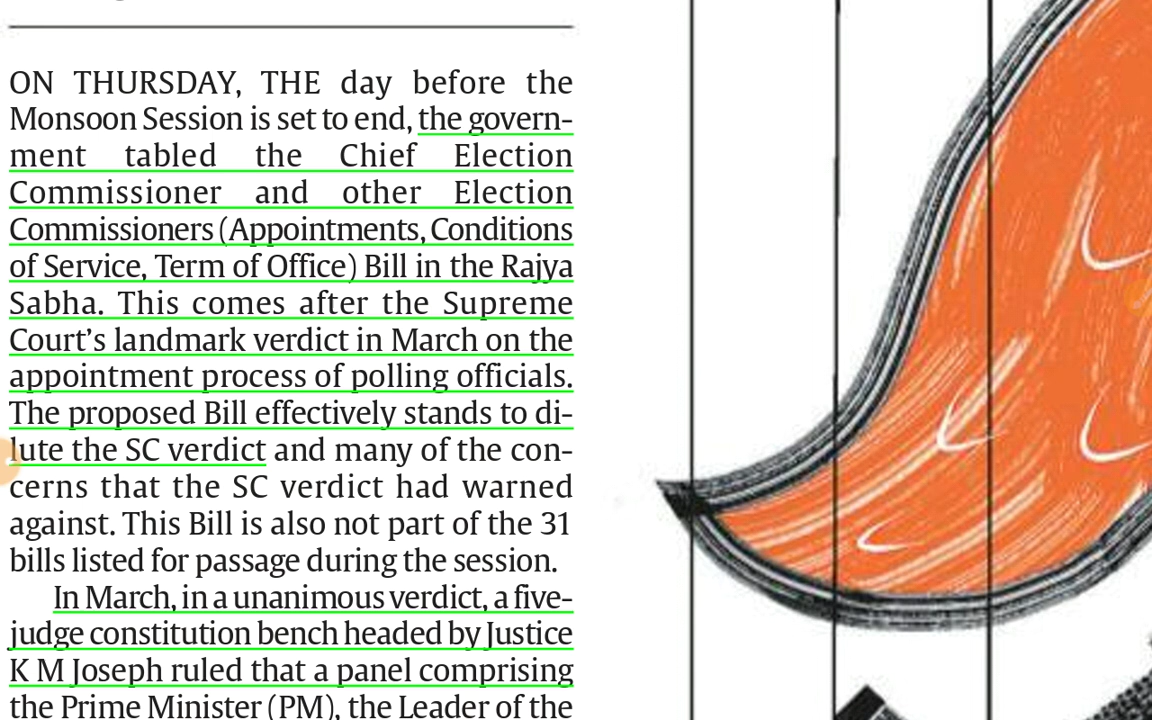 ON THURSDAY, THE day before the
Monsoon Session is set to end, the govern-
ment tabled the Chief Election
Commissioner and other Election
Commissioners (Appointments, Conditions
of Service, Term of Office) Bill in the Rajya
Sabha. This comes after the Supreme
Court's landmark verdict in March on the
appointment process of polling officials.
The proposed Bill effectively stands to di-
lute the SC verdict and many of the con-
cerns that the SC verdict had warned
against. This Bill is also not part of the 31
bills listed for passage during the session.
In March, in a unanimous verdict, a five-
judge constitution bench headed by Justice
K M Joseph ruled that a panel comprising
the Prime Minister (PM), the Leader of the